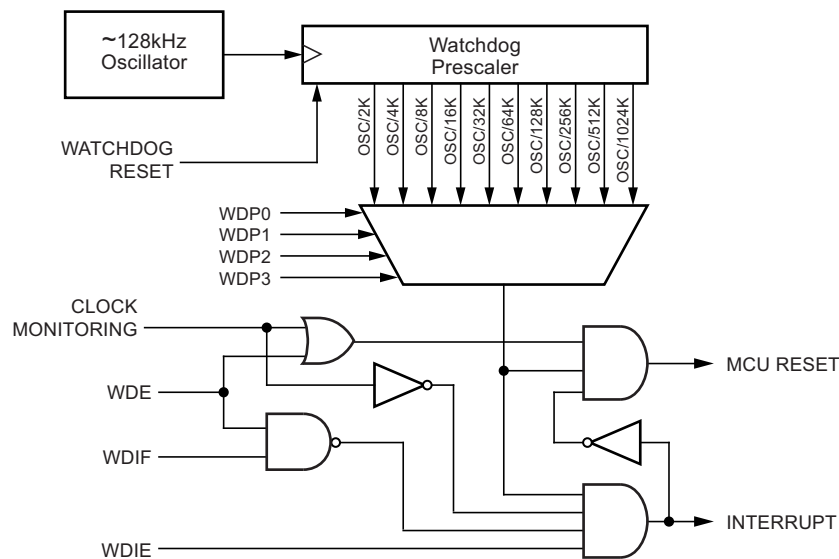 ~128kHz
Oscillator
Watchdog
Prescaler
OSC/2K
OSC/4K
OSC/8K
OSC/16K
OSC/32K
OSC/64K
OSC/128K
OSC/256K
OSC/512K
OSC/1024K
WATCHDOG
RESET
WDP0
WDP1
WDP2
WDP3
CLOCK
MONITORING
MCU RESET
WDE
WDIF
INTERRUPT
WDIE